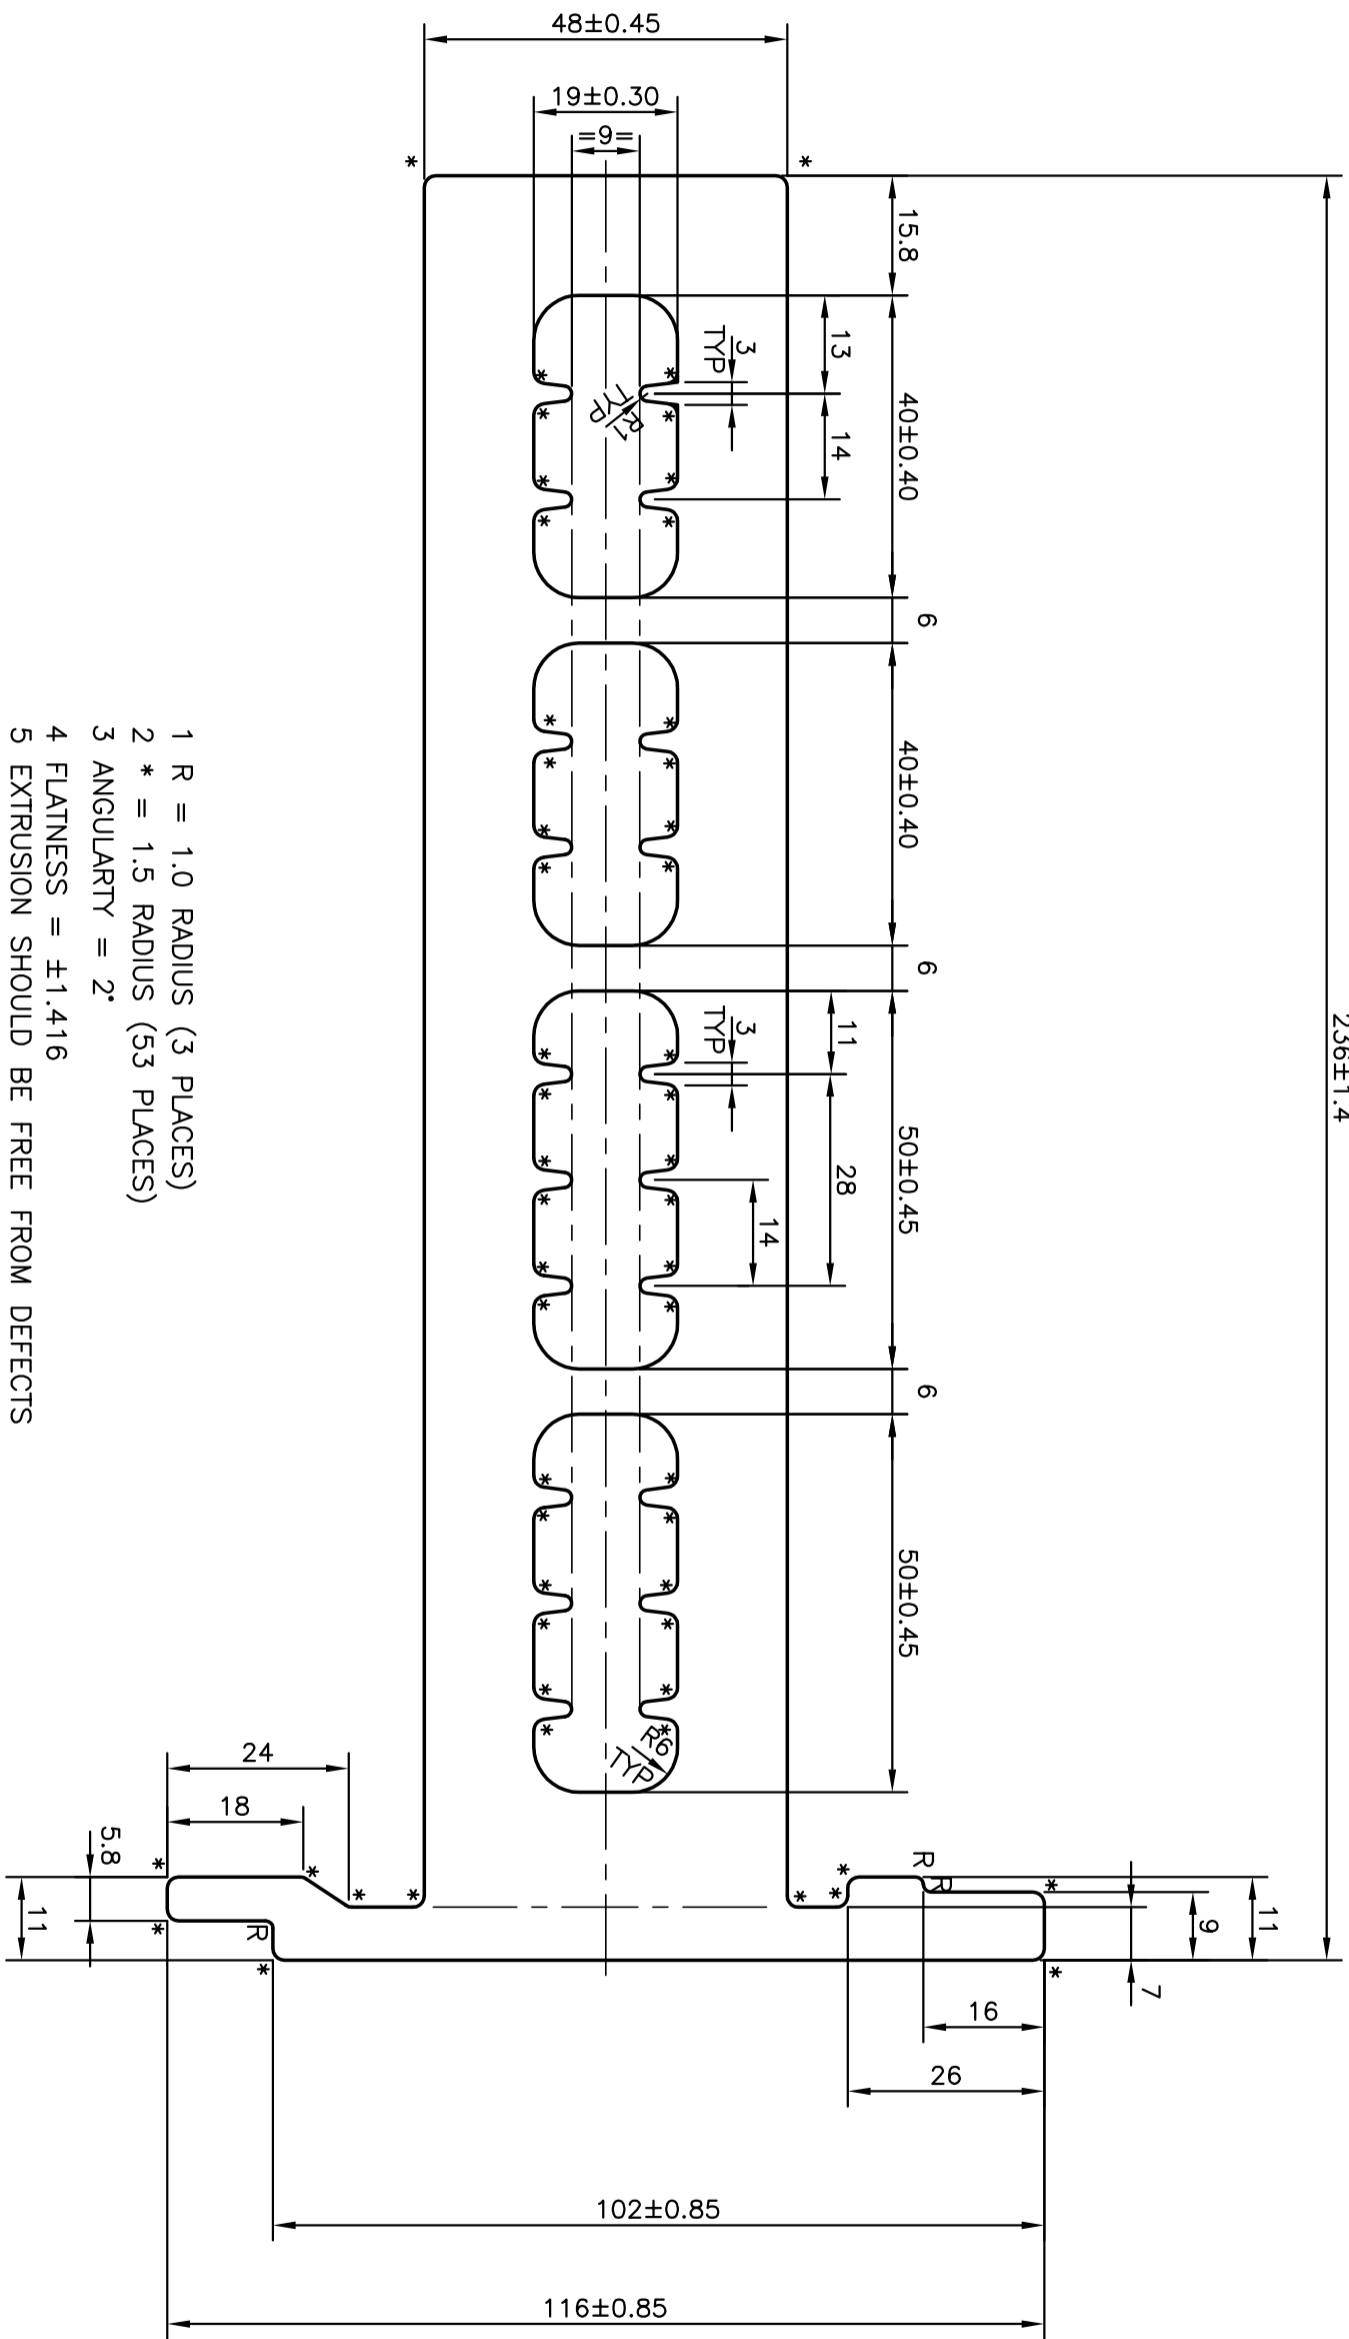 48±0.45
19±0.30
=9=
15.8
13
3
TYP
R1
TYP
14
40±0.40
6
40±0.40
6
236±1.4
11
3
TYP
28
14
50±0.45
6
50±0.45
R6
TYP
24
18
5.8
11
R
R
R
11
9
7
16
26
102±0.85
116±0.85
1 R = 1.0 RADIUS (3 PLACES)
2 * = 1.5 RADIUS (53 PLACES)
3 ANGULARTY = 2°
4 FLATNESS = ±1.416
5 EXTRUSION SHOULD BE FREE FROM DEFECTS